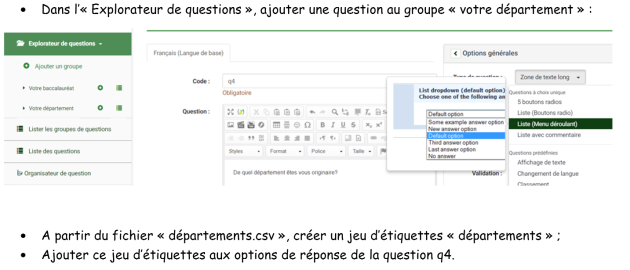 • Dans l'« Explorateur de questions », ajouter une question au groupe « votre département » :
Explorateur de questions
Ajouter un groupe
Votre baccalauréat
Votre département
Lister les groupes de questions
Liste des questions
Organisateur de question
Français (Langue de base)
Code :
q4
Obligatoire
Question :
Styles
Format
Police
Taille
De quel département êtes vous originaire?
Options générales
Zone de texte long
List dropdown (default option)
Choose one of the following an
Default option
Some example answer option
New answer option
Default option
Third answer option
Last answer option
No answer
Questions à choix unique
5 boutons radios
Liste (Boutons radio)
Liste (Menu déroulant)
Liste avec commentaire
Questions prédéfinies
Affichage de texte
Changement de langue
Classement
Validation :
• A partir du fichier « départements.csv », créer un jeu d'étiquettes « départements » ;
• Ajouter ce jeu d'étiquettes aux options de réponse de la question q4.